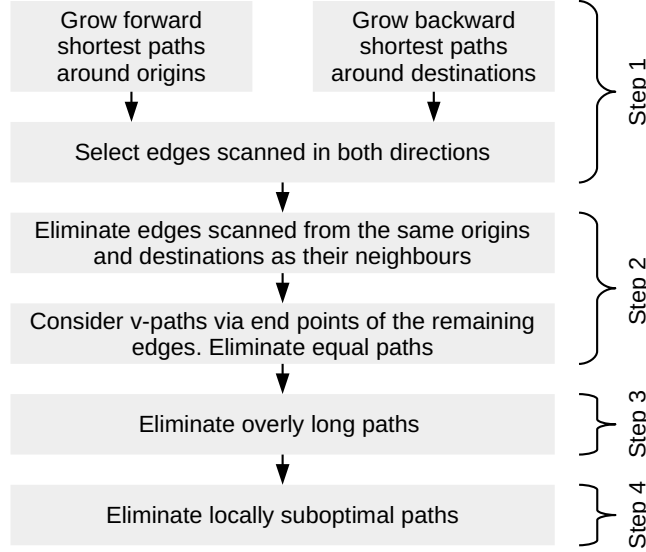 Grow forward
shortest paths
around origins
Grow backward
shortest paths
around destinations
Select edges scanned in both directions
Step 1
Eliminate edges scanned from the same origins
and destinations as their neighbours
Consider v-paths via end points of the remaining
edges. Eliminate equal paths
Step 2
Eliminate overly long paths
Step 3
Eliminate locally suboptimal paths
Step 4